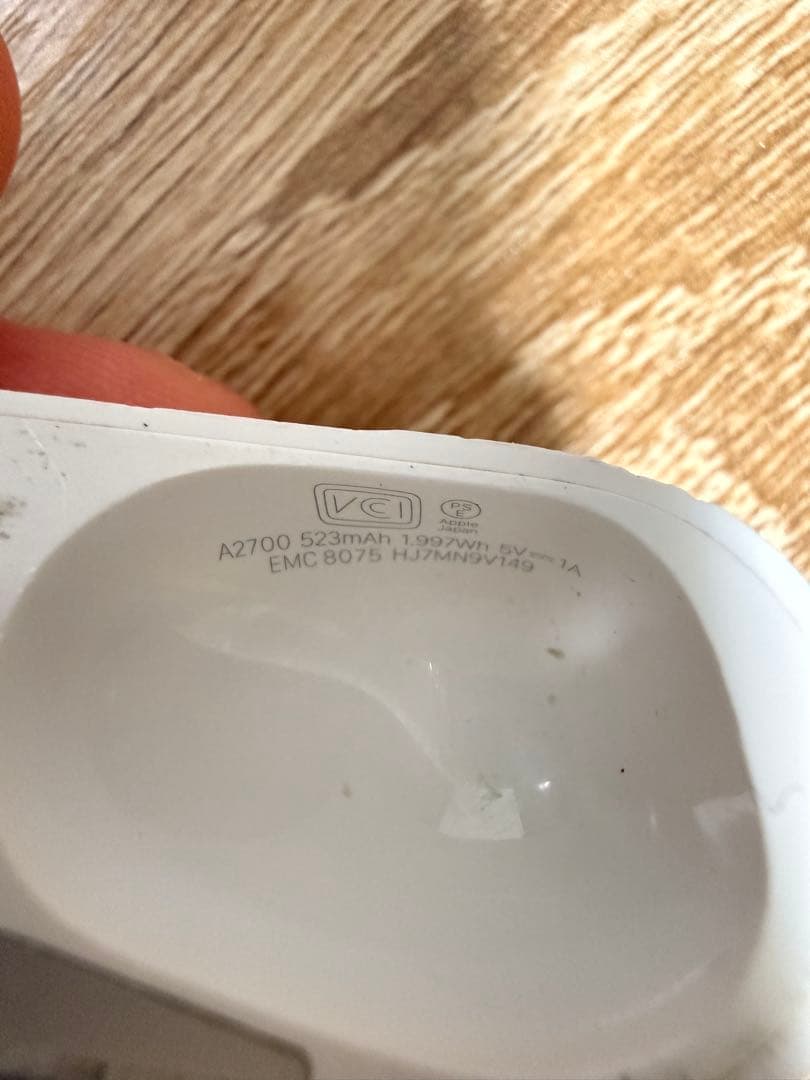 VCI
PS
E
Apple
Japan
A2700 523mAh 1.997Wh 5V⎓1A
EMC 8075 HJ7MN9V149